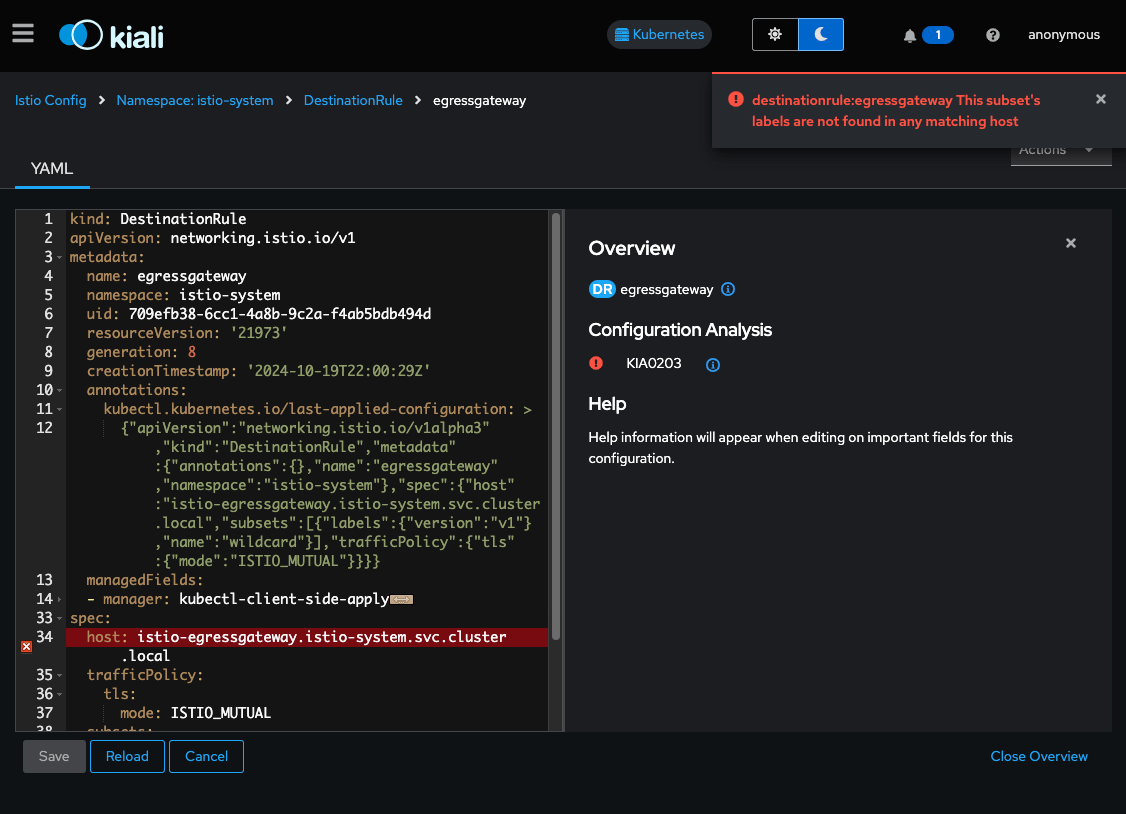 kiali
Kubernetes
1
anonymous
Istio Config > Namespace: istio-system > DestinationRule > egressgateway
destinationrule:egressgateway This subset's
labels are not found in any matching host
Actions
YAML
1 kind: DestinationRule
2 apiVersion: networking.istio.io/v1
3 metadata:
4 name: egressgateway
5 namespace: istio-system
6 uid: 709efb38-6cc1-4a8b-9c2a-f4ab5bdb494d
7 resourceVersion: '21973'
8 generation: 8
9 creationTimestamp: '2024-10-19T22:00:29Z'
10 annotations:
11 kubectl.kubernetes.io/last-applied-configuration: >
12 {"apiVersion":"networking.istio.io/v1alpha3"
,"kind":"DestinationRule","metadata"
:{"annotations":{},"name":"egressgateway"
,"namespace":"istio-system"},"spec":{"host"
:"istio-egressgateway.istio-system.svc.cluster
.local","subsets":[{"labels":{"version":"v1"}
,"name":"wildcard"}],"trafficPolicy":{"tls"
:{"mode":"ISTIO_MUTUAL"}}}}
13 managedFields:
14 - manager: kubectl-client-side-apply
33 spec:
34 host: istio-egressgateway.istio-system.svc.cluster
.local
35 trafficPolicy:
36 tls:
37 mode: ISTIO_MUTUAL
38 subsets:
Overview
DR egressgateway
Configuration Analysis
KIA0203
Help
Help information will appear when editing on important fields for this
configuration.
Save
Reload
Cancel
Close Overview